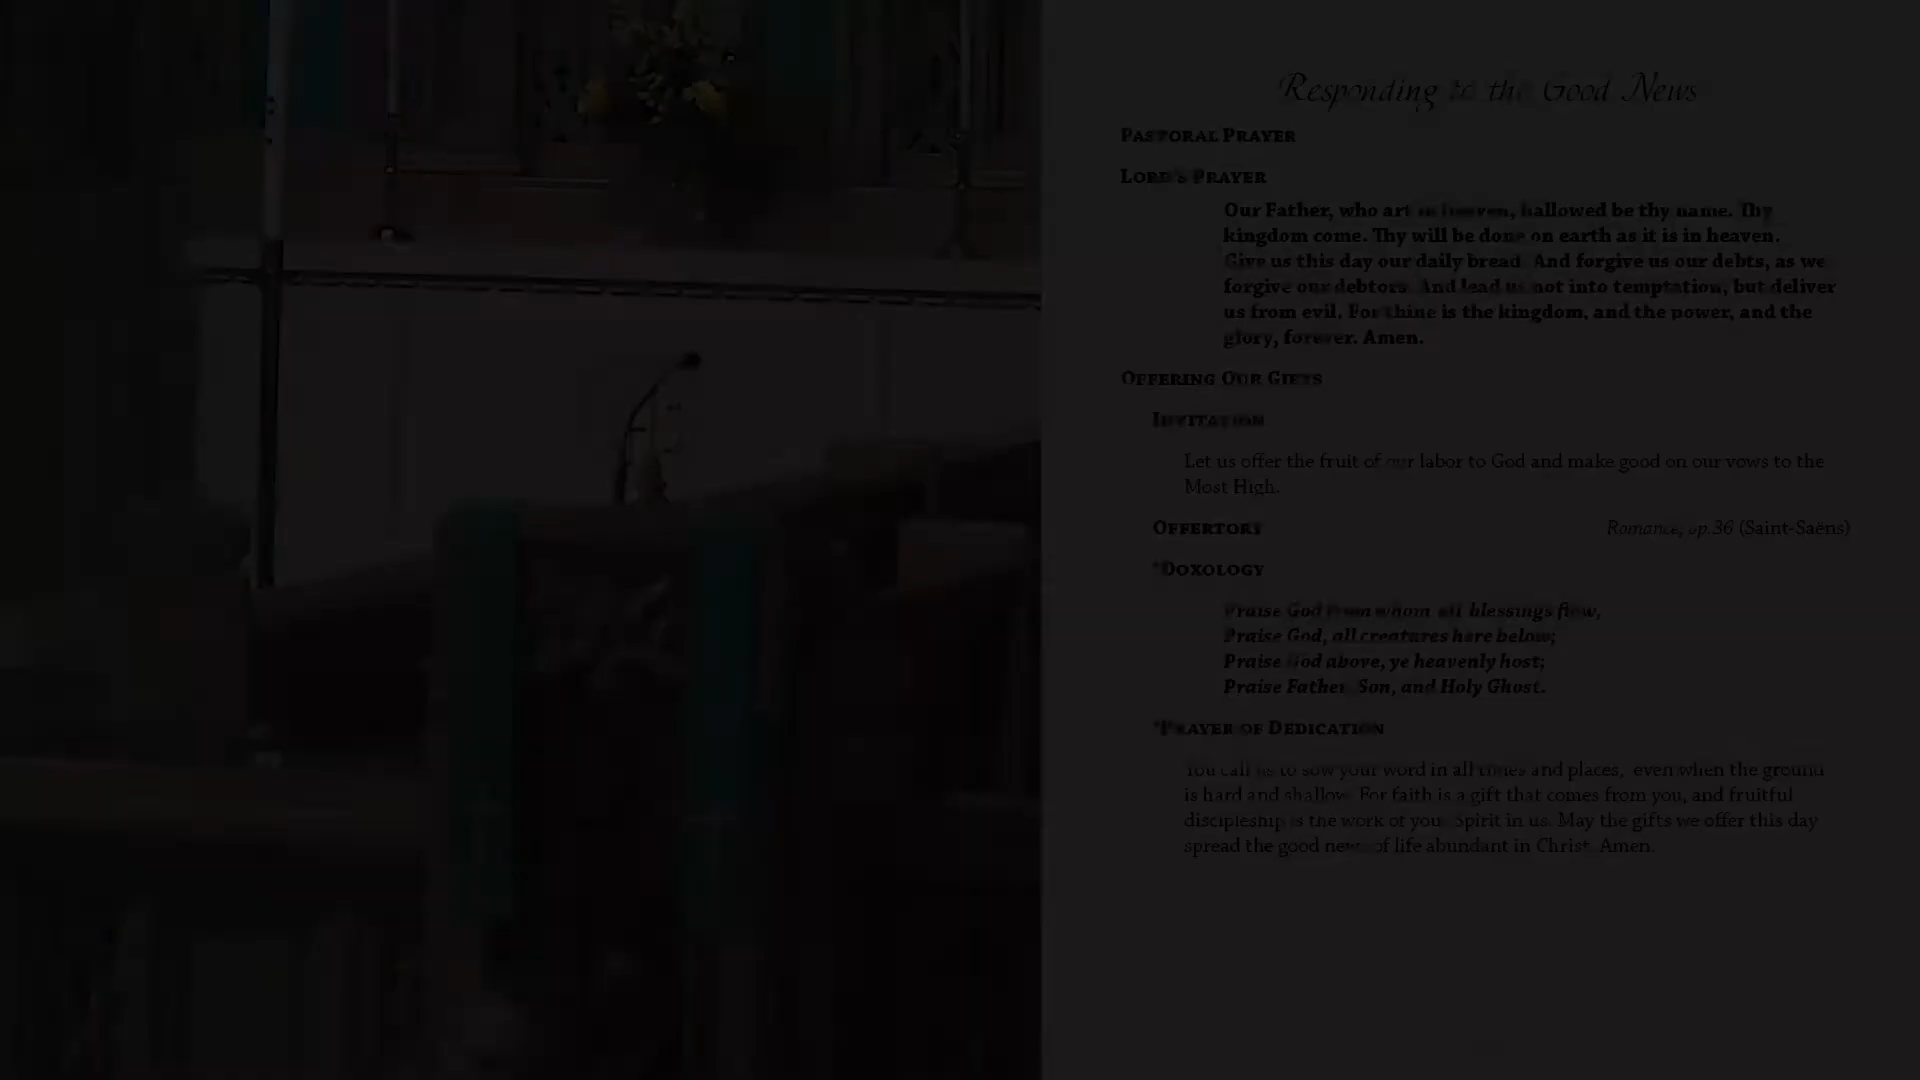 Responding to the Good News
PASTORAL PRAYER
LORD'S PRAYER
Our Father, who art in heaven, hallowed be thy name. Thy
kingdom come. Thy will be done on earth as it is in heaven.
Give us this day our daily bread. And forgive us our debts, as we
forgive our debtors. And lead us not into temptation, but deliver
us from evil. For thine is the kingdom, and the power, and the
glory, forever. Amen.
OFFERING OUR GIFTS
INVITATION
Let us offer the fruit of our labor to God and make good on our vows to the
Most High.
OFFERTORY Romance, op.36 (Saint-Saëns)
*DOXOLOGY
Praise God from whom all blessings flow,
Praise God, all creatures here below;
Praise God above, ye heavenly host;
Praise Father, Son, and Holy Ghost.
*PRAYER OF DEDICATION
You call us to sow your word in all times and places, even when the ground
is hard and shallow. For faith is a gift that comes from you, and fruitful
discipleship is the work of your Spirit in us. May the gifts we offer this day
spread the good news of life abundant in Christ. Amen.